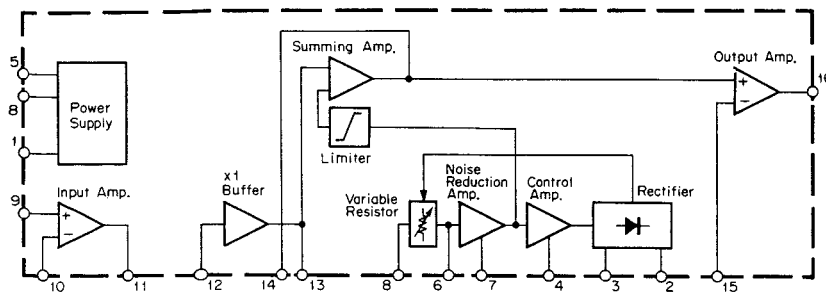 5
8
1
9
Power
Supply
Input Amp.
+
−
10
11
x1
Buffer
12
14
13
Summing Amp.
Limiter
Variable
Resistor
Noise
Reduction
Amp.
Control
Amp.
Rectifier
8
6
7
4
3
2
Output Amp.
+
−
15
16